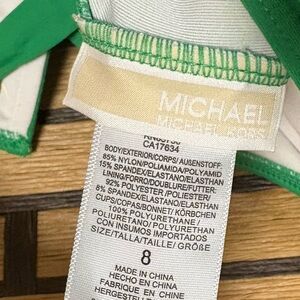 MICHAEL
MICHAEL KORS
CA17634
BODY/EXTERIOR/CORPS/AUßENSTOFF:
85% NYLON/POLIAMIDA/POLYAMID
15% SPANDEX/ELASTANO/ELASTHAN
LINING/FORRO/DOUBLURE/FUTTER:
92% POLYESTER/POLIÉSTER
8% SPANDEX/ELASTANO/ELASTHAN
CUPS/COPAS/BONNET/ KÖRBCHEN
100% POLYURETHANE/
POLIURETANO/ POLYURETHAN
CON INSUMOS IMPORTADOS
SIZE/TALLA/TAILLE/ GRÖßE
8
MADE IN CHINA
HECHO EN CHINA
FABRIQUE EN CHINE